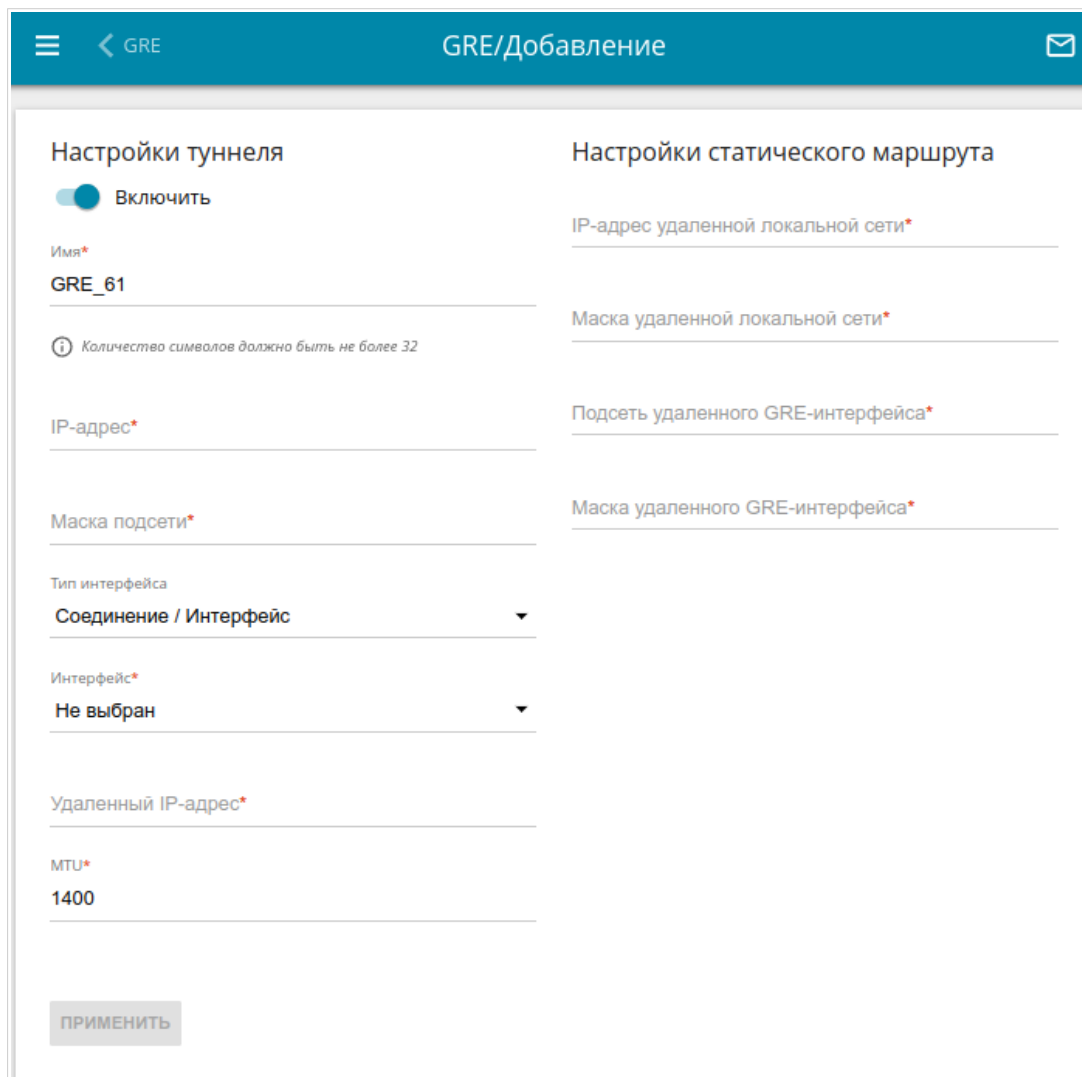 GRE
GRE/Добавление
Настройки туннеля
Включить
Имя*
GRE_61
Количество символов должно быть не более 32
IP-адрес*
Маска подсети*
Тип интерфейса
Соединение / Интерфейс
Интерфейс*
Не выбран
Удаленный IP-адрес*
MTU*
1400
ПРИМЕНИТЬ
Настройки статического маршрута
IP-адрес удаленной локальной сети*
Маска удаленной локальной сети*
Подсеть удаленного GRE-интерфейса*
Маска удаленного GRE-интерфейса*